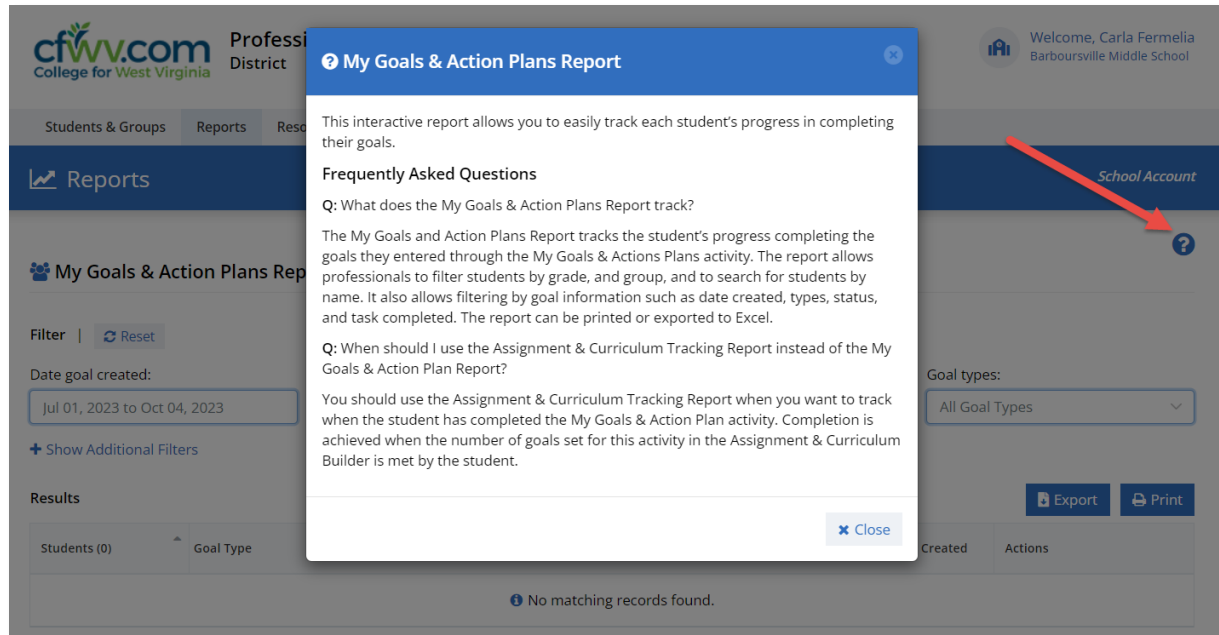 cfwv.com
College for West Virginia
Professi
District
Welcome, Carla Fermelia
Barboursville Middle School
Students & Groups
Reports
Reso
Reports
School Account
My Goals & Action Plans Rep
Filter | Reset
Date goal created:
Jul 01, 2023 to Oct 04, 2023
Goal types:
All Goal Types
Show Additional Filters
Results
Export
Print
Students (0)
Goal Type
Created
Actions
No matching records found.
My Goals & Action Plans Report
This interactive report allows you to easily track each student's progress in completing
their goals.
Frequently Asked Questions
Q: What does the My Goals & Action Plans Report track?
The My Goals and Action Plans Report tracks the student's progress completing the
goals they entered through the My Goals & Actions Plans activity. The report allows
professionals to filter students by grade, and group, and to search for students by
name. It also allows filtering by goal information such as date created, types, status,
and task completed. The report can be printed or exported to Excel.
Q: When should I use the Assignment & Curriculum Tracking Report instead of the My
Goals & Action Plan Report?
You should use the Assignment & Curriculum Tracking Report when you want to track
when the student has completed the My Goals & Action Plan activity. Completion is
achieved when the number of goals set for this activity in the Assignment & Curriculum
Builder is met by the student.
Close